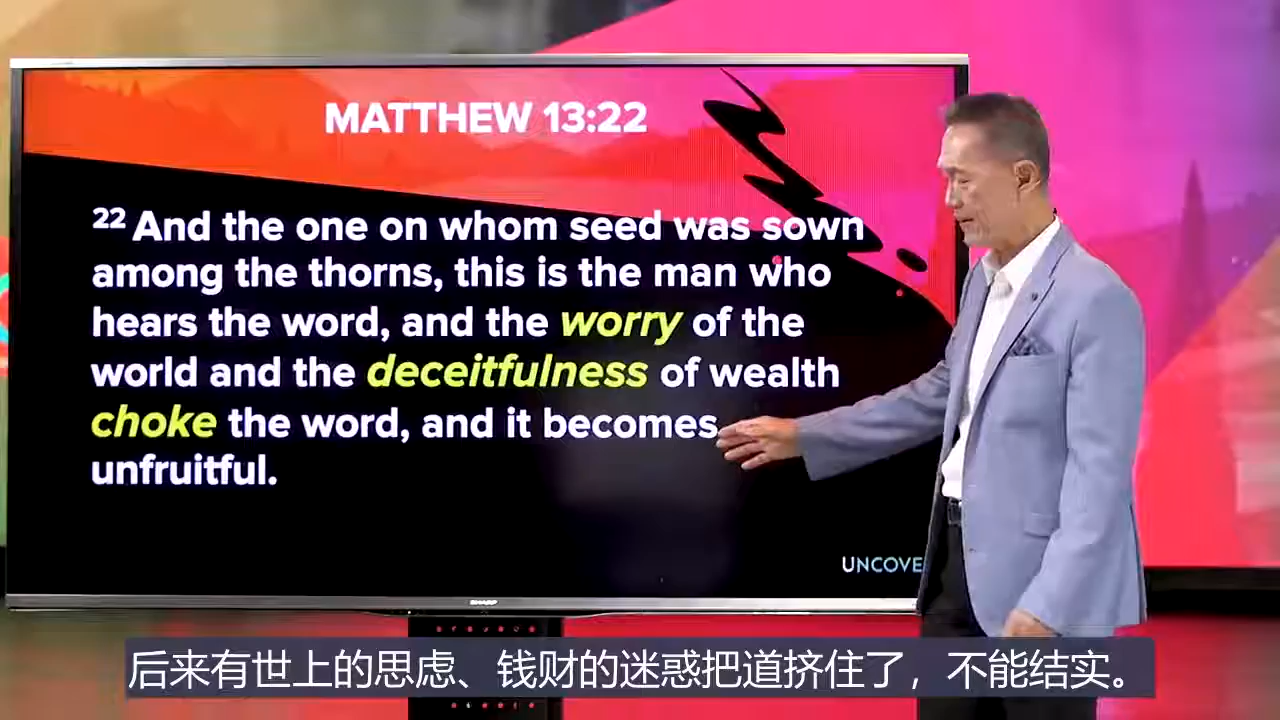 MATTHEW 13:22
22 And the one on whom seed was sown
among the thorns, this is the man who
hears the word, and the worry of the
world and the deceitfulness of wealth
choke the word, and it becomes
unfruitful.
UNCOVE
SHARP
后来有世上的思虑、钱财的迷惑把道挤住了，不能结实。